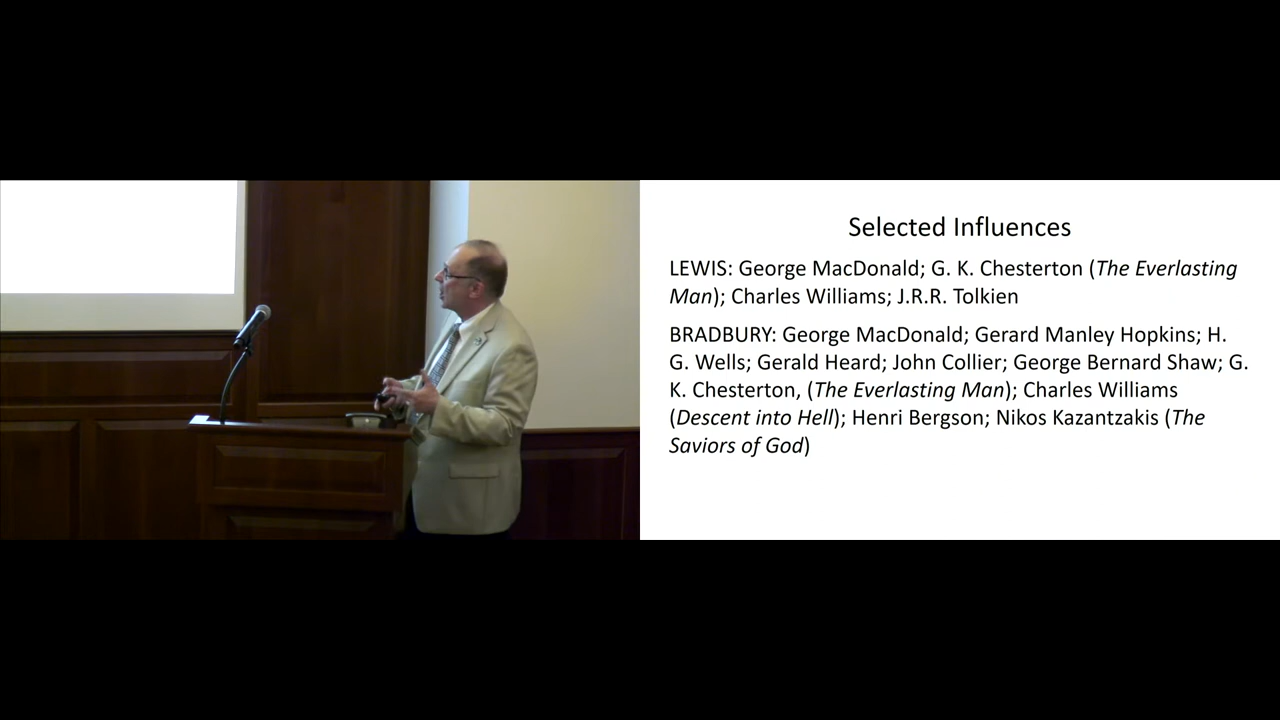 Selected Influences
LEWIS: George MacDonald; G. K. Chesterton (The Everlasting
Man); Charles Williams; J.R.R. Tolkien
BRADBURY: George MacDonald; Gerard Manley Hopkins; H.
G. Wells; Gerald Heard; John Collier; George Bernard Shaw; G.
K. Chesterton, (The Everlasting Man); Charles Williams
(Descent into Hell); Henri Bergson; Nikos Kazantzakis (The
Saviors of God)